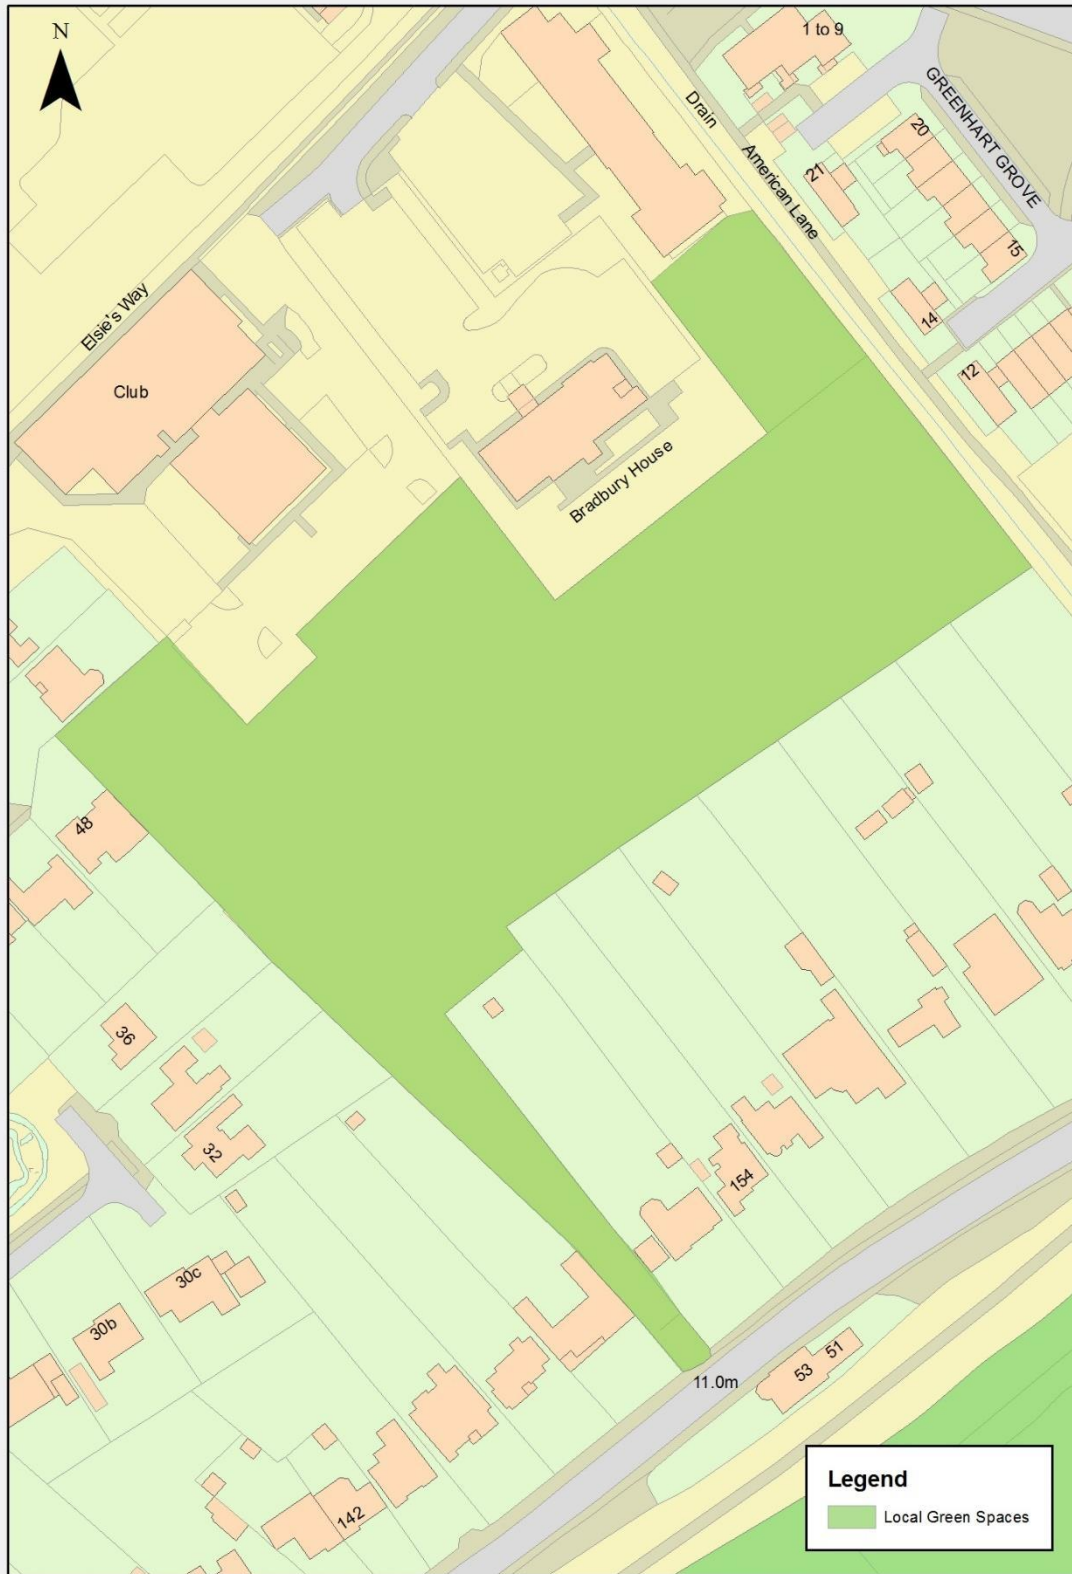 N
1 to 9
Drain
American Lane
GREENHART GROVE
20
21
15
14
12
Elsie's Way
Club
Bradbury House
48
36
32
154
30c
30b
53
51
11.0m
142
Legend
Local Green Spaces